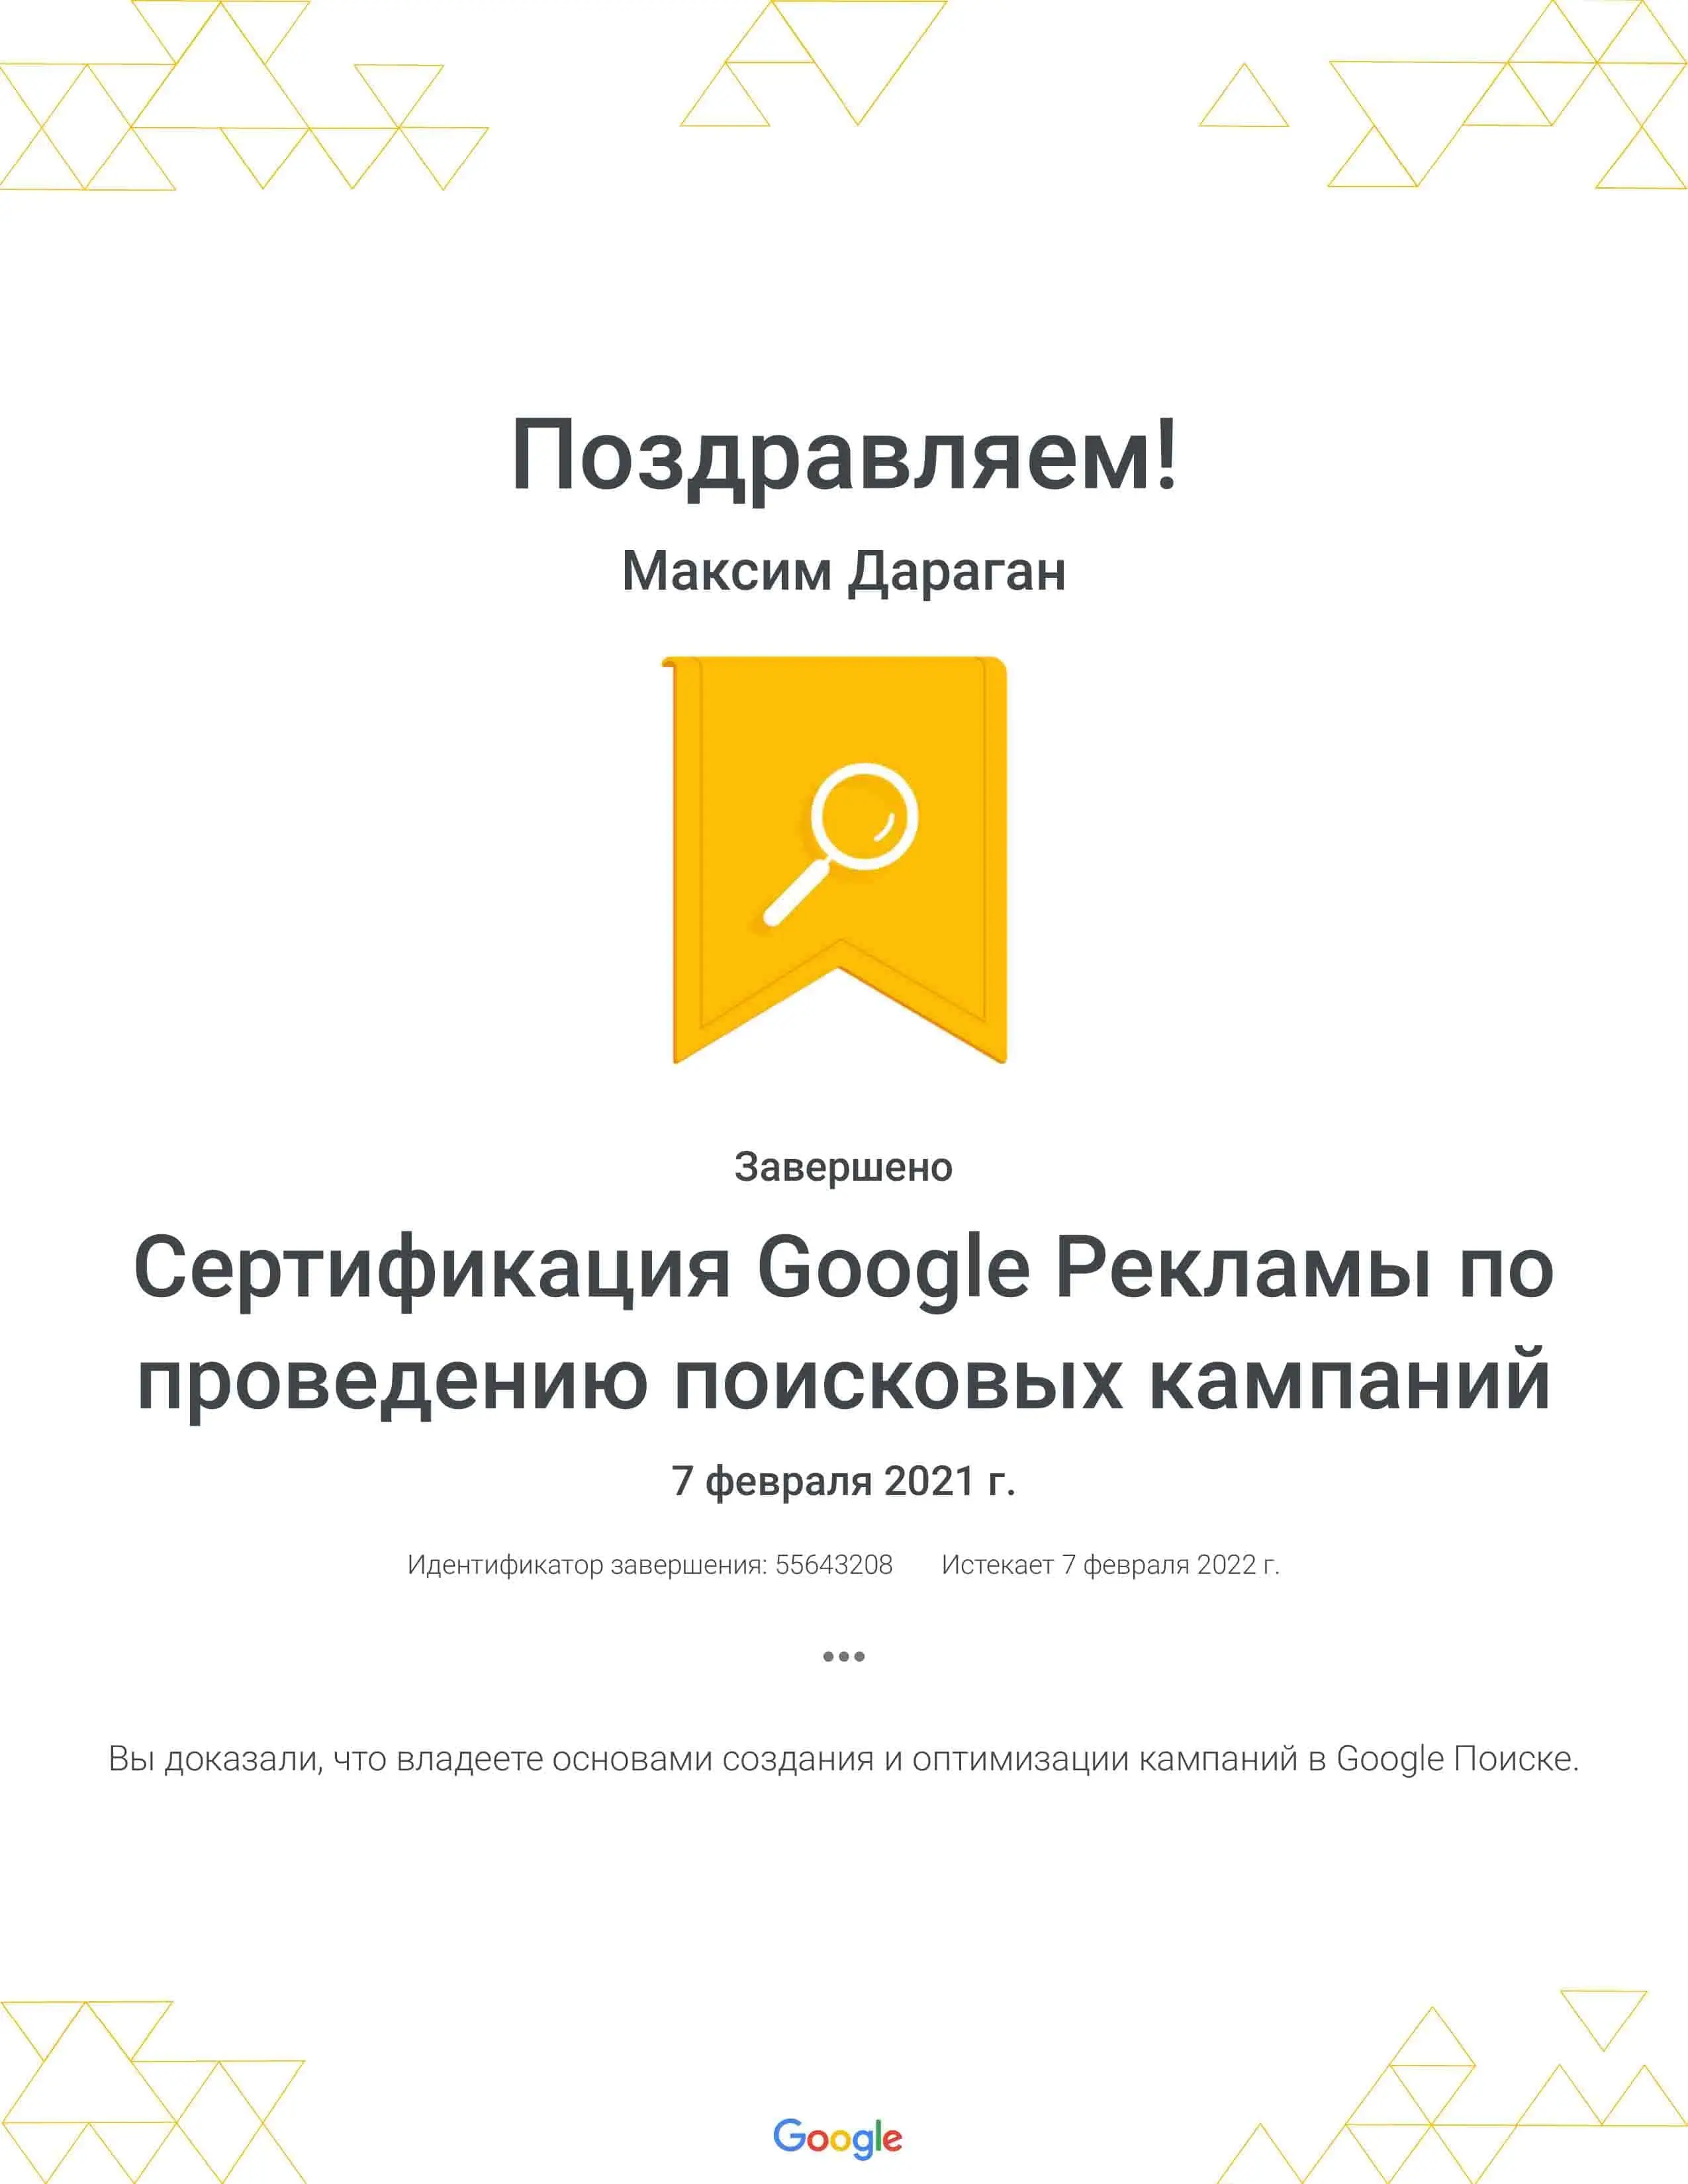 Поздравляем!
Максим Дараган
Завершено
Сертификация Google Рекламы по
проведению поисковых кампаний
7 февраля 2021 г.
Идентификатор завершения: 55643208 Истекает 7 февраля 2022 г.
•••
Вы доказали, что владеете основами создания и оптимизации кампаний в Google Поиске.
Google